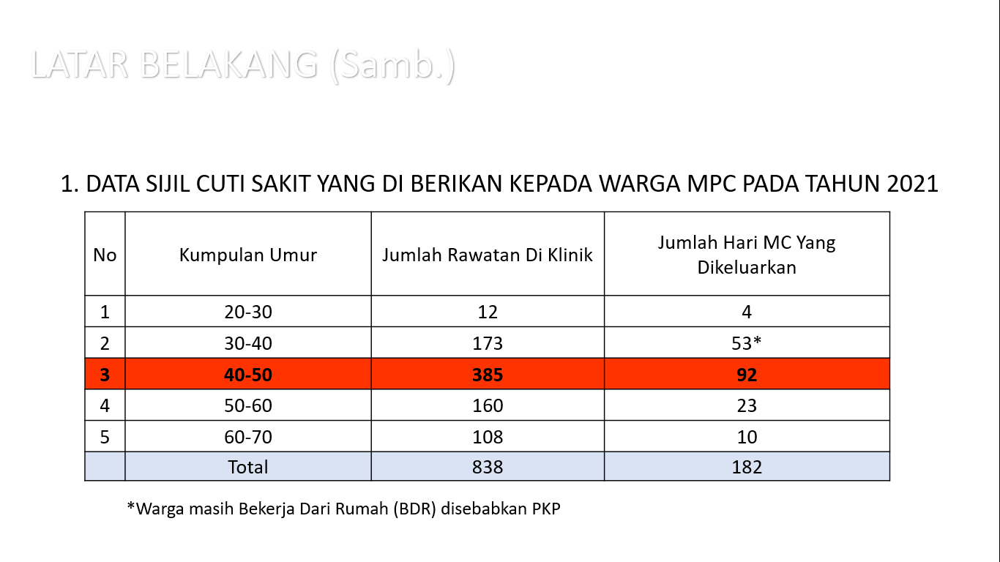 LATAR BELAKANG (Samb.)
1. DATA SIJIL CUTI SAKIT YANG DI BERIKAN KEPADA WARGA MPC PADA TAHUN 2021
No Kumpulan Umur Jumlah Rawatan Di Klinik Jumlah Hari MC Yang
Dikeluarkan
1 20-30 12 4
2 30-40 173 53*
3 40-50 385 92
4 50-60 160 23
5 60-70 108 10
Total 838 182
*Warga masih Bekerja Dari Rumah (BDR) disebabkan PKP